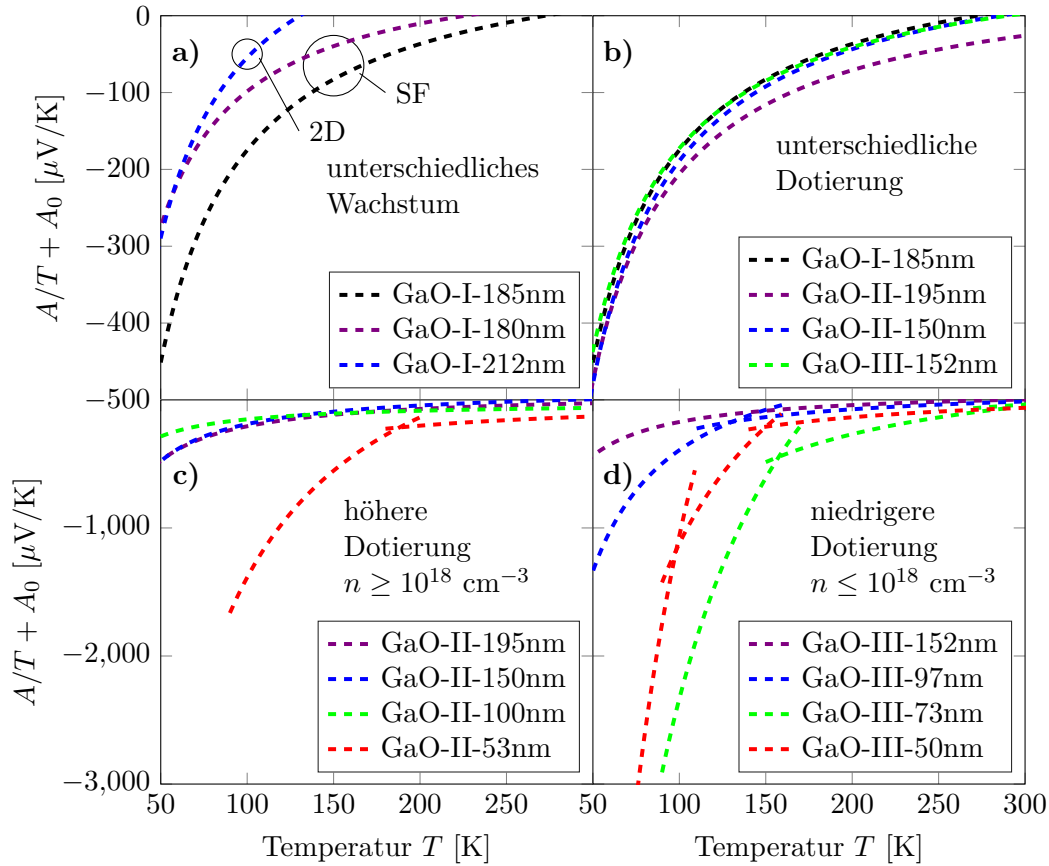 0
−100
−200
−300
−400
−500
A/T + A₀ [μV/K]
a)
2D
SF
unterschiedliches
Wachstum
GaO-I-185nm
GaO-I-180nm
GaO-I-212nm
b)
unterschiedliche
Dotierung
GaO-I-185nm
GaO-II-195nm
GaO-II-150nm
GaO-III-152nm
−1,000
−2,000
−3,000
A/T + A₀ [μV/K]
c)
höhere
Dotierung
n ≥ 10¹⁸ cm⁻³
GaO-II-195nm
GaO-II-150nm
GaO-II-100nm
GaO-II-53nm
d)
niedrigere
Dotierung
n ≤ 10¹⁸ cm⁻³
GaO-III-152nm
GaO-III-97nm
GaO-III-73nm
GaO-III-50nm
50 100 150 200 250 50 100 150 200 250 300
Temperatur T [K] Temperatur T [K]